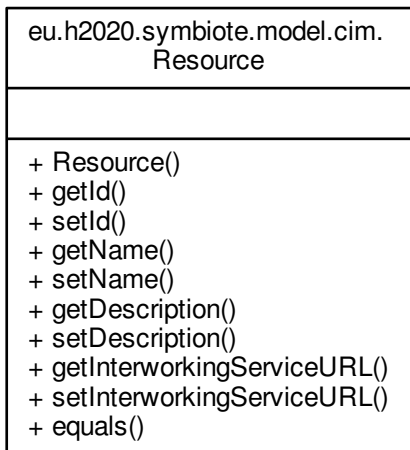 eu.h2020.symbiote.model.cim.
Resource
+ Resource()
+ getId()
+ setId()
+ getName()
+ setName()
+ getDescription()
+ setDescription()
+ getInterworkingServiceURL()
+ setInterworkingServiceURL()
+ equals()